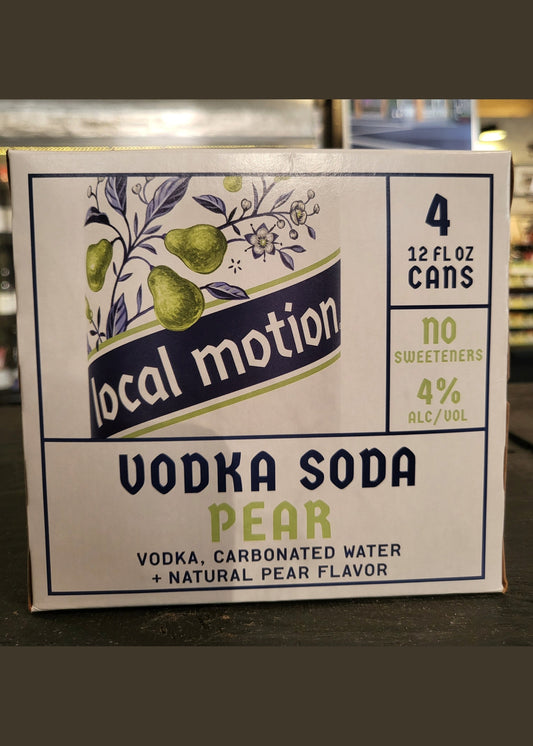 local motion
4
12 FL OZ
CANS
NO
SWEETENERS
4%
ALC/VOL
VODKA SODA
PEAR
VODKA, CARBONATED WATER
+ NATURAL PEAR FLAVOR